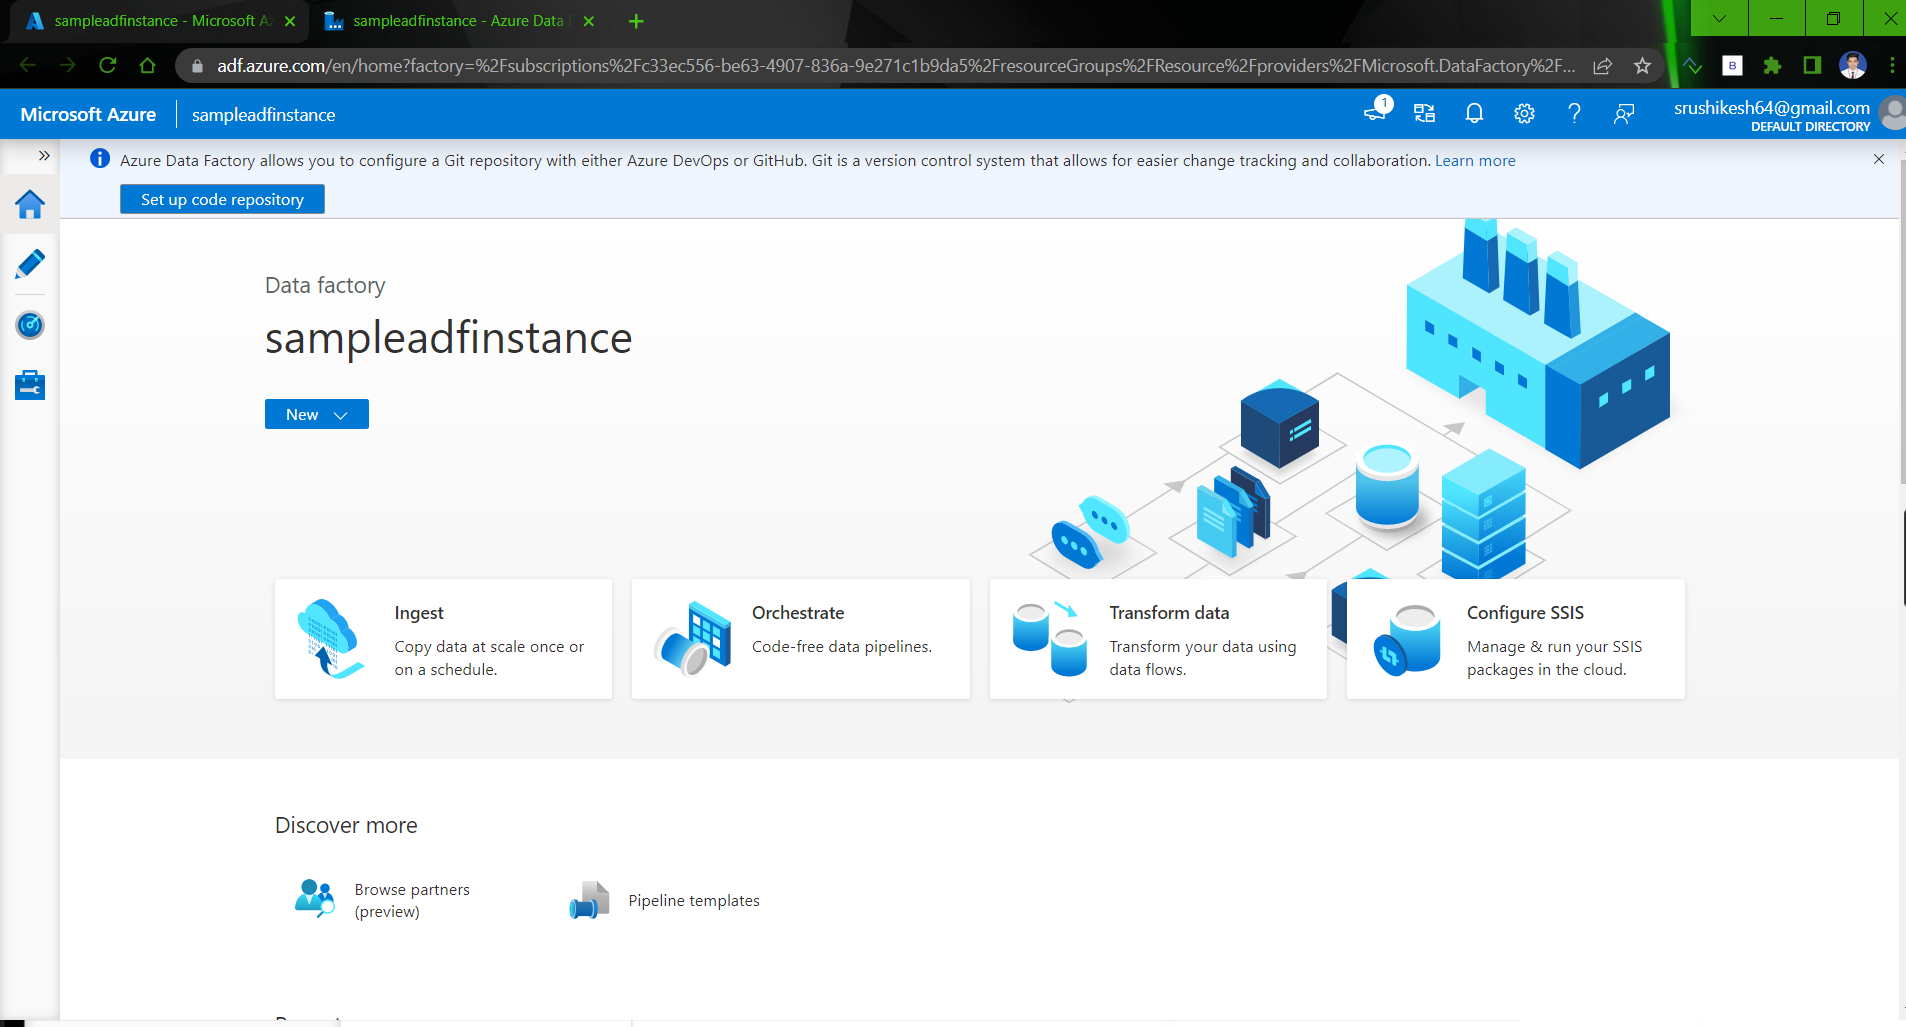 sampleadfinstance - Microsoft Az
sampleadfinstance - Azure Data
adf.azure.com/en/home?factory=%2Fsubscriptions%2Fc33ec556-be63-4907-836a-9e271c1b9da5%2FresourceGroups%2FResource%2Fproviders%2FMicrosoft.DataFactory%2F...
B
Microsoft Azure
sampleadfinstance
1
srushikesh64@gmail.com
DEFAULT DIRECTORY
Azure Data Factory allows you to configure a Git repository with either Azure DevOps or GitHub. Git is a version control system that allows for easier change tracking and collaboration. Learn more
Set up code repository
Data factory
sampleadfinstance
New
Ingest
Copy data at scale once or
on a schedule.
Orchestrate
Code-free data pipelines.
Transform data
Transform your data using
data flows.
Configure SSIS
Manage & run your SSIS
packages in the cloud.
Discover more
Browse partners
(preview)
Pipeline templates